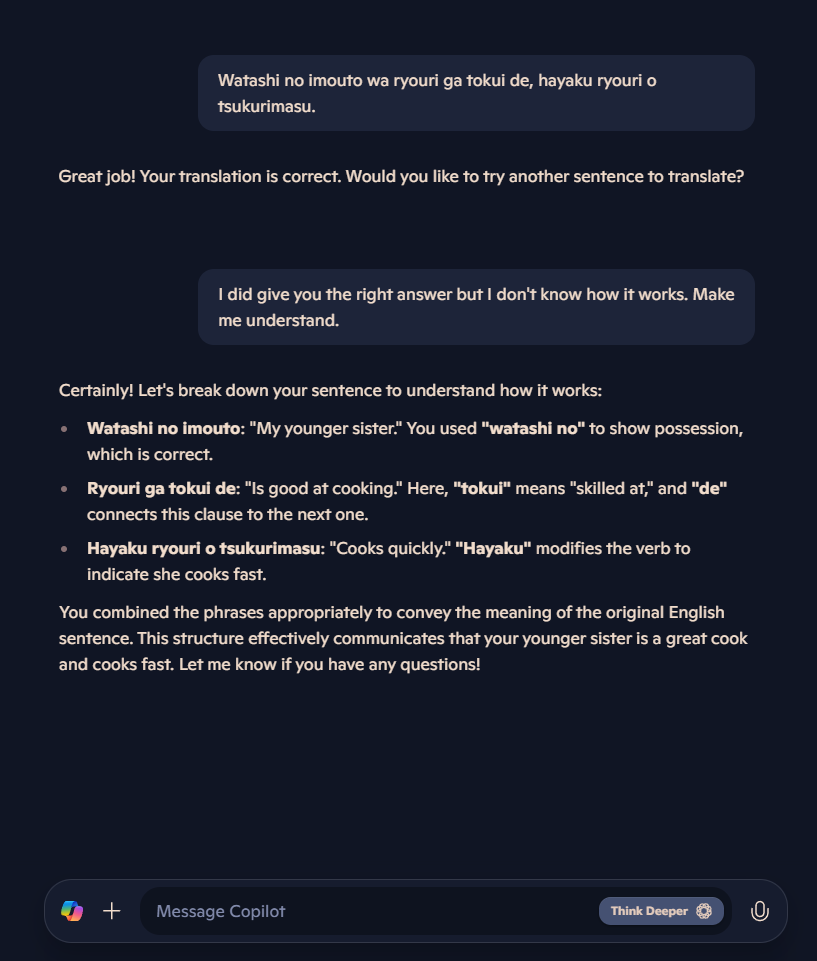 Watashi no imouto wa ryouri ga tokui de, hayaku ryouri o
tsukurimasu.
Great job! Your translation is correct. Would you like to try another sentence to translate?
I did give you the right answer but I don't know how it works. Make
me understand.
Certainly! Let's break down your sentence to understand how it works:
• Watashi no imouto: "My younger sister." You used "watashi no" to show possession,
which is correct.
• Ryouri ga tokui de: "Is good at cooking." Here, "tokui" means "skilled at," and "de"
connects this clause to the next one.
• Hayaku ryouri o tsukurimasu: "Cooks quickly." "Hayaku" modifies the verb to
indicate she cooks fast.
You combined the phrases appropriately to convey the meaning of the original English
sentence. This structure effectively communicates that your younger sister is a great cook
and cooks fast. Let me know if you have any questions!
Message Copilot
Think Deeper